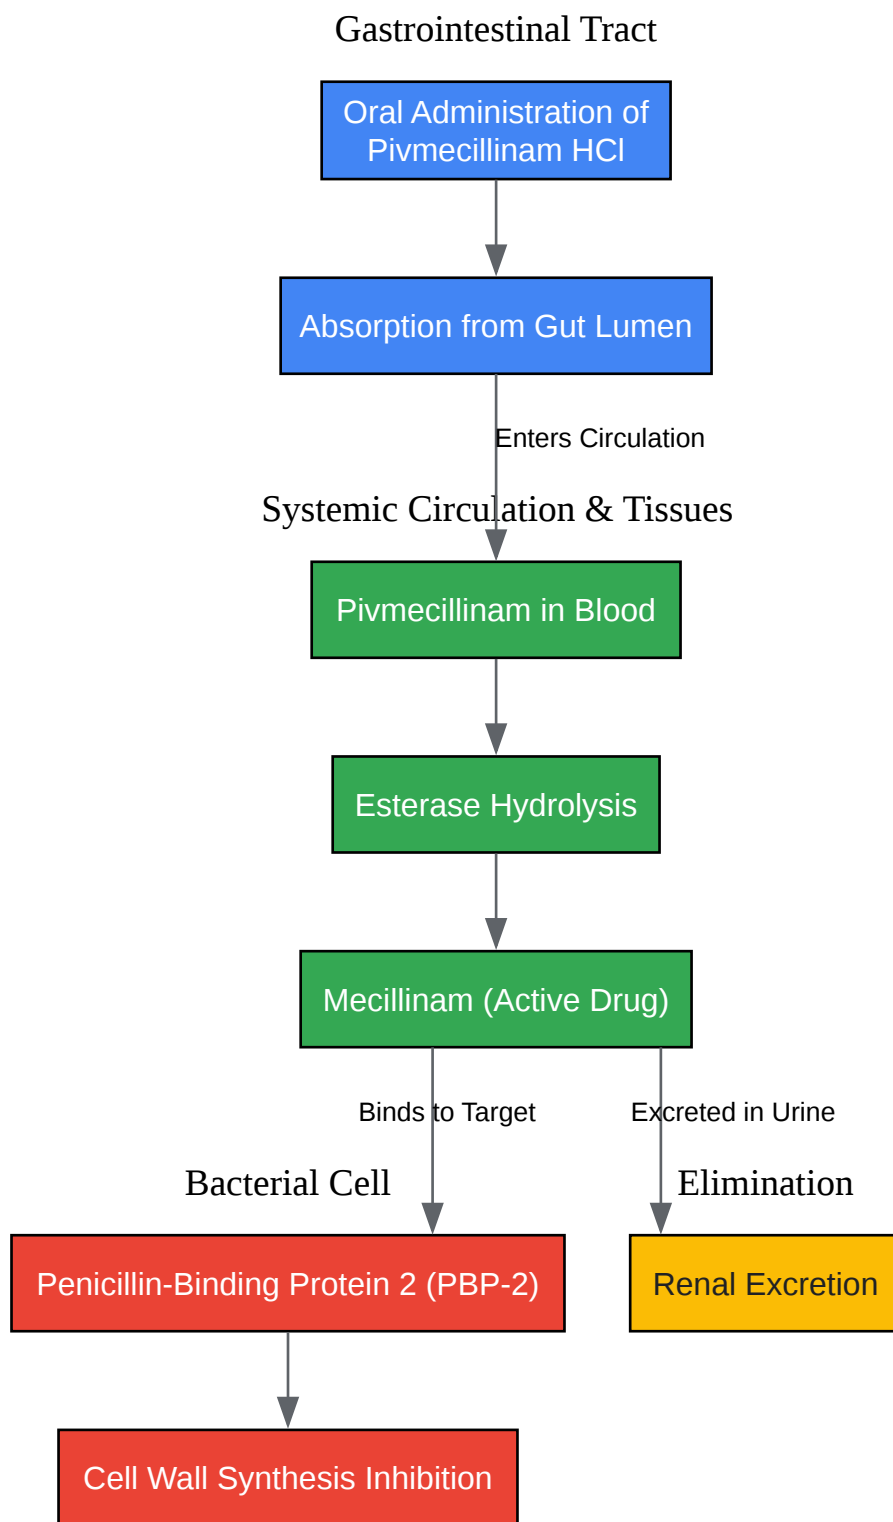 Gastrointestinal Tract
Oral Administration of
Pivmecillinam HCl
Absorption from Gut Lumen
Enters Circulation
Systemic Circulation & Tissues
Pivmecillinam in Blood
Esterase Hydrolysis
Mecillinam (Active Drug)
Binds to Target
Excreted in Urine
Bacterial Cell
Elimination
Penicillin-Binding Protein 2 (PBP-2)
Renal Excretion
Cell Wall Synthesis Inhibition